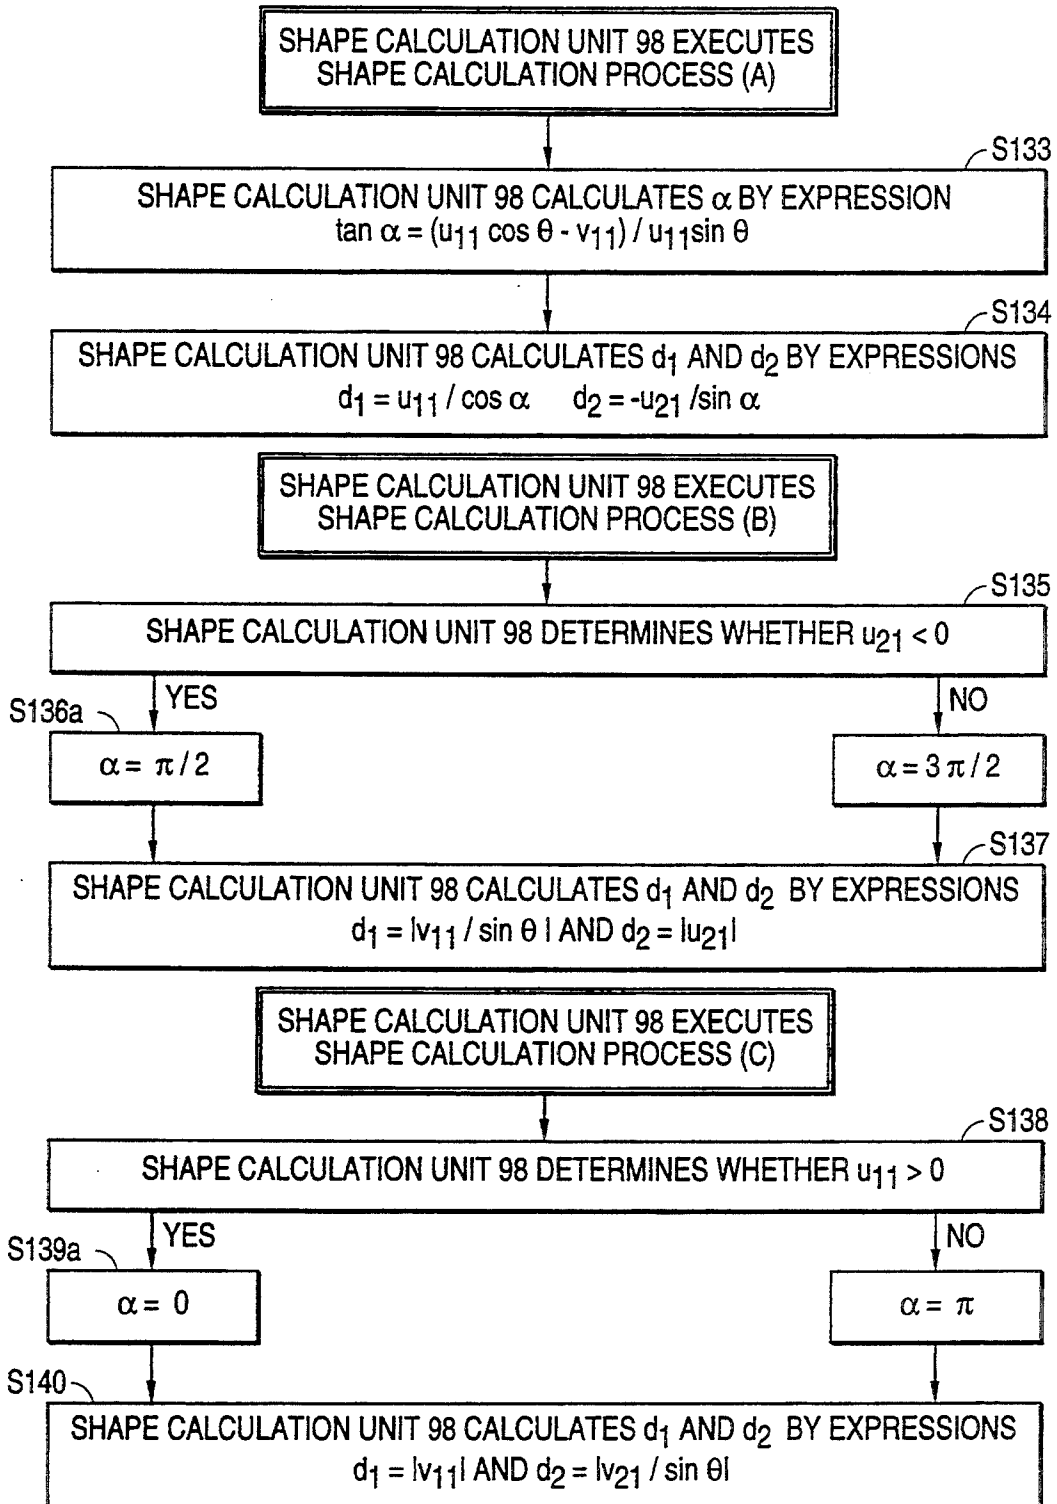 SHAPE CALCULATION UNIT 98 EXECUTES
SHAPE CALCULATION PROCESS (A)
S133
SHAPE CALCULATION UNIT 98 CALCULATES α BY EXPRESSION
tan α = (u11 cos θ - v11) / u11sin θ
S134
SHAPE CALCULATION UNIT 98 CALCULATES d1 AND d2 BY EXPRESSIONS
d1 = u11 / cos α d2 = -u21 /sin α
SHAPE CALCULATION UNIT 98 EXECUTES
SHAPE CALCULATION PROCESS (B)
S135
SHAPE CALCULATION UNIT 98 DETERMINES WHETHER u21 < 0
YES
NO
S136a
α = π / 2
α = 3 π / 2
S137
SHAPE CALCULATION UNIT 98 CALCULATES d1 AND d2 BY EXPRESSIONS
d1 = |v11 / sin θ | AND d2 = |u21|
SHAPE CALCULATION UNIT 98 EXECUTES
SHAPE CALCULATION PROCESS (C)
S138
SHAPE CALCULATION UNIT 98 DETERMINES WHETHER u11 > 0
YES
NO
S139a
α = 0
α = π
S140
SHAPE CALCULATION UNIT 98 CALCULATES d1 AND d2 BY EXPRESSIONS
d1 = |v11| AND d2 = |v21 / sin θ|